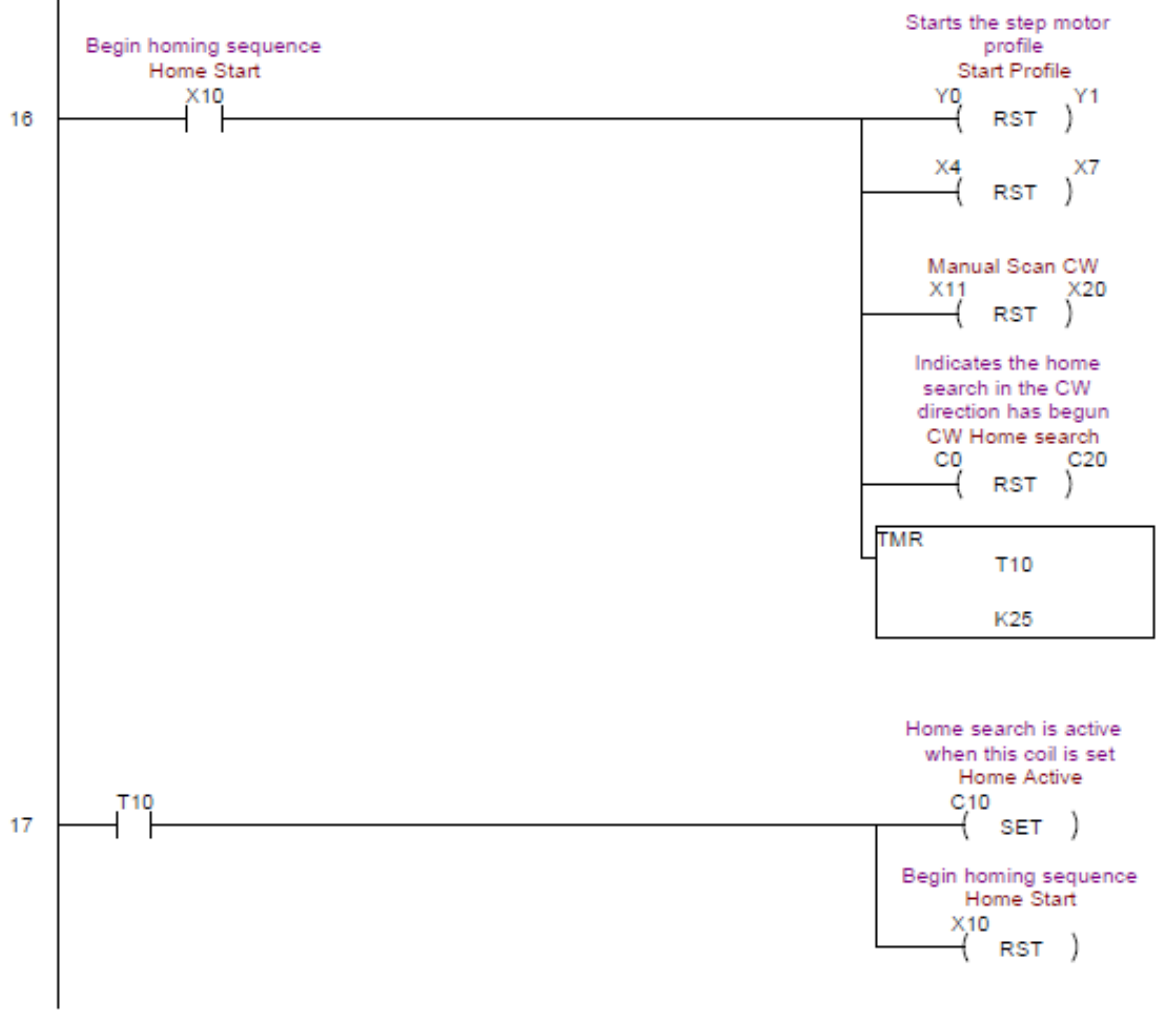 Begin homing sequence
Home Start
X10
Starts the step motor
profile
Start Profile
Y0 Y1
16
RST
X4 X7
RST
Manual Scan CW
X11 X20
RST
Indicates the home
search in the CW
direction has begun
CW Home search
C0 C20
RST
TMR
T10
K25
Home search is active
when this coil is set
Home Active
T10
C10
17
SET
Begin homing sequence
Home Start
X10
RST